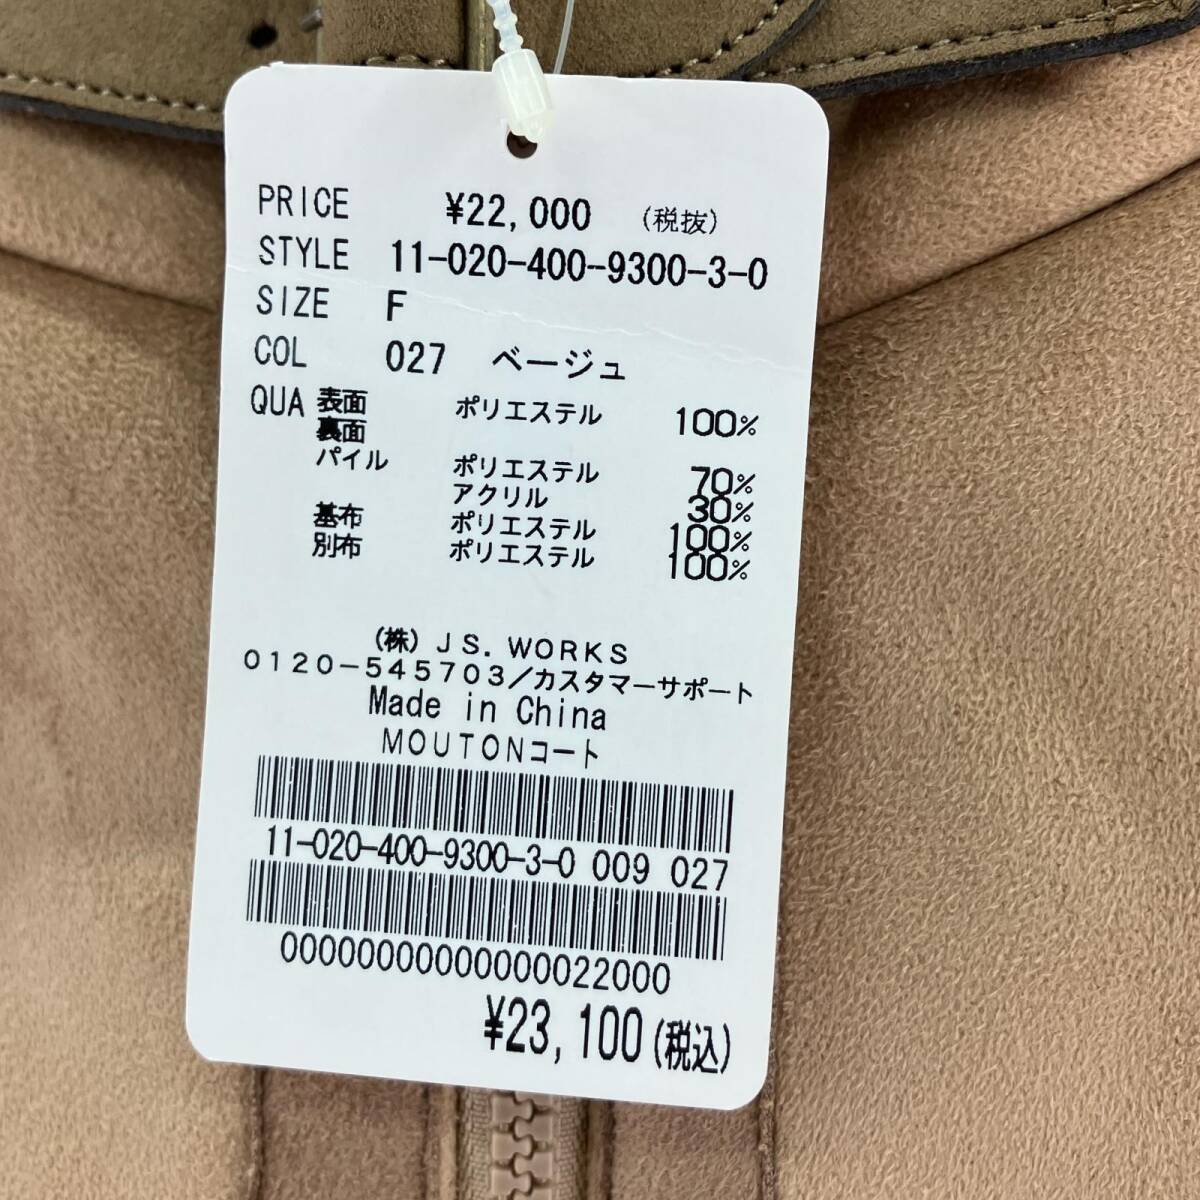 PRICE ¥22,000 (税抜)
STYLE 11-020-400-9300-3-0
SIZE F
COL 027 ベージュ
QUA 表面 ポリエステル 100%
裏面
パイル ポリエステル 70%
アクリル 30%
基布 ポリエステル 100%
別布 ポリエステル 100%
(株)JS.WORKS
0120-545703/カスタマーサポート
Made in China
MOUTONコート
11-020-400-9300-3-0 009 027
0000000000000000022000
¥23,100(税込)